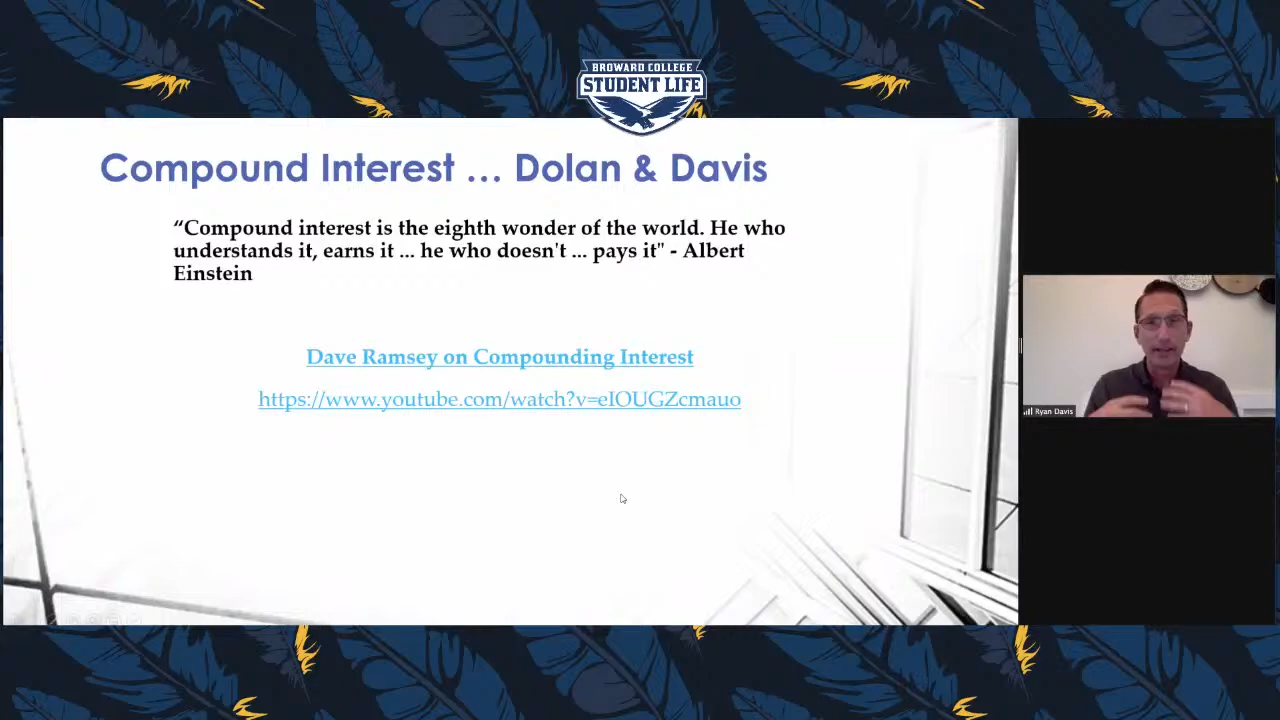 BROWARD COLLEGE
STUDENT LIFE
Compound Interest ... Dolan & Davis
“Compound interest is the eighth wonder of the world. He who
understands it, earns it ... he who doesn't ... pays it" - Albert
Einstein
Dave Ramsey on Compounding Interest
https://www.youtube.com/watch?v=eIOUGZcmauo
Ryan Davis